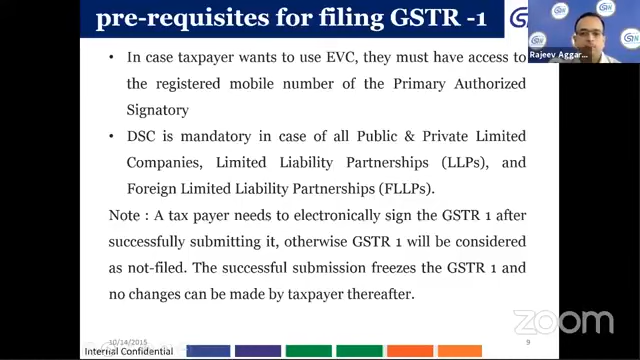 pre-requisites for filing GSTR -1
Rajeev Aggar...
• In case taxpayer wants to use EVC, they must have access to
the registered mobile number of the Primary Authorized
Signatory
• DSC is mandatory in case of all Public & Private Limited
Companies, Limited Liability Partnerships (LLPs), and
Foreign Limited Liability Partnerships (FLLPs).
Note : A tax payer needs to electronically sign the GSTR 1 after
successfully submitting it, otherwise GSTR 1 will be considered
as not-filed. The successful submission freezes the GSTR 1 and
no changes can be made by taxpayer thereafter.
zoom
10/14/2015
9
Internal Confidential